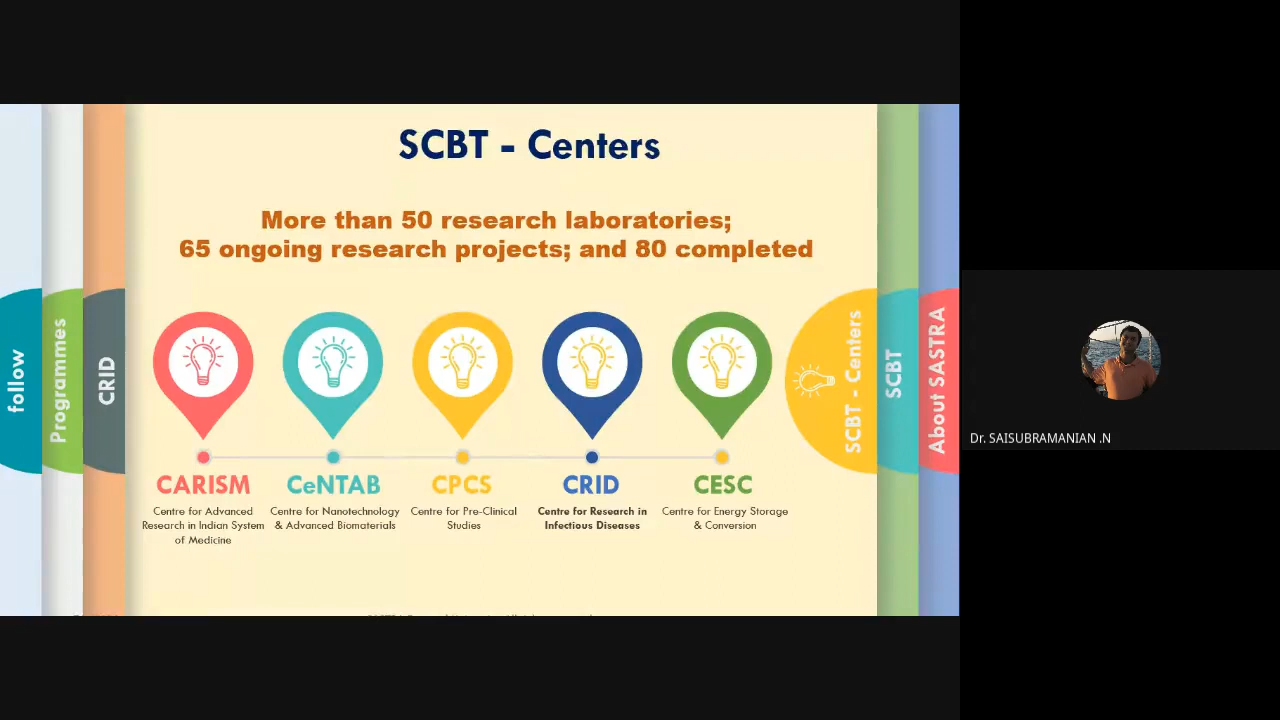 SCBT - Centers
More than 50 research laboratories;
65 ongoing research projects; and 80 completed
follow
Programmes
CRID
CARISM
Centre for Advanced
Research in Indian System
of Medicine
CeNTAB
Centre for Nanotechnology
& Advanced Biomaterials
CPCS
Centre for Pre-Clinical
Studies
CRID
Centre for Research in
Infectious Diseases
CESC
Centre for Energy Storage
& Conversion
SCBT - Centers
SCBT
About SASTRA
Dr. SAISUBRAMANIAN .N